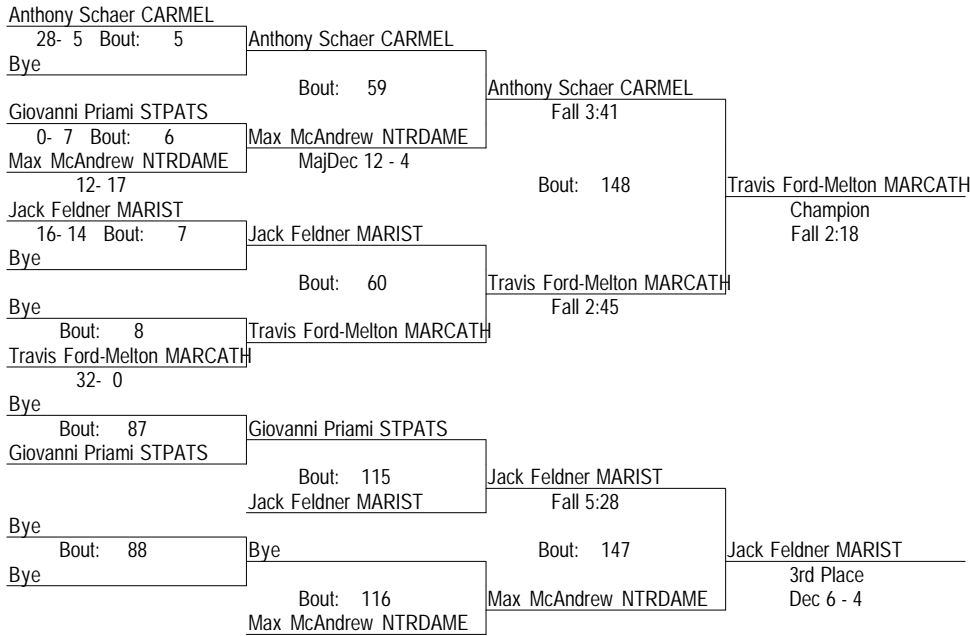 Anthony Schaer CARMEL
28- 5 Bout: 5
Bye
Anthony Schaer CARMEL
Bout: 59
Anthony Schaer CARMEL
Fall 3:41
Giovanni Priami STPATS
0- 7 Bout: 6
Max McAndrew NTRDAME
12- 17
Max McAndrew NTRDAME
MajDec 12 - 4
Bout: 148
Travis Ford-Melton MARCATH
Champion
Fall 2:18
Jack Feldner MARIST
16- 14 Bout: 7
Bye
Jack Feldner MARIST
Bout: 60
Travis Ford-Melton MARCATH
Fall 2:45
Bye
Bout: 8
Travis Ford-Melton MARCATH
32- 0
Travis Ford-Melton MARCATH
Bye
Bout: 87
Giovanni Priami STPATS
Giovanni Priami STPATS
Bout: 115
Jack Feldner MARIST
Jack Feldner MARIST
Fall 5:28
Bye
Bout: 88
Bye
Bye
Bout: 116
Max McAndrew NTRDAME
Bout: 147
Max McAndrew NTRDAME
Jack Feldner MARIST
3rd Place
Dec 6 - 4